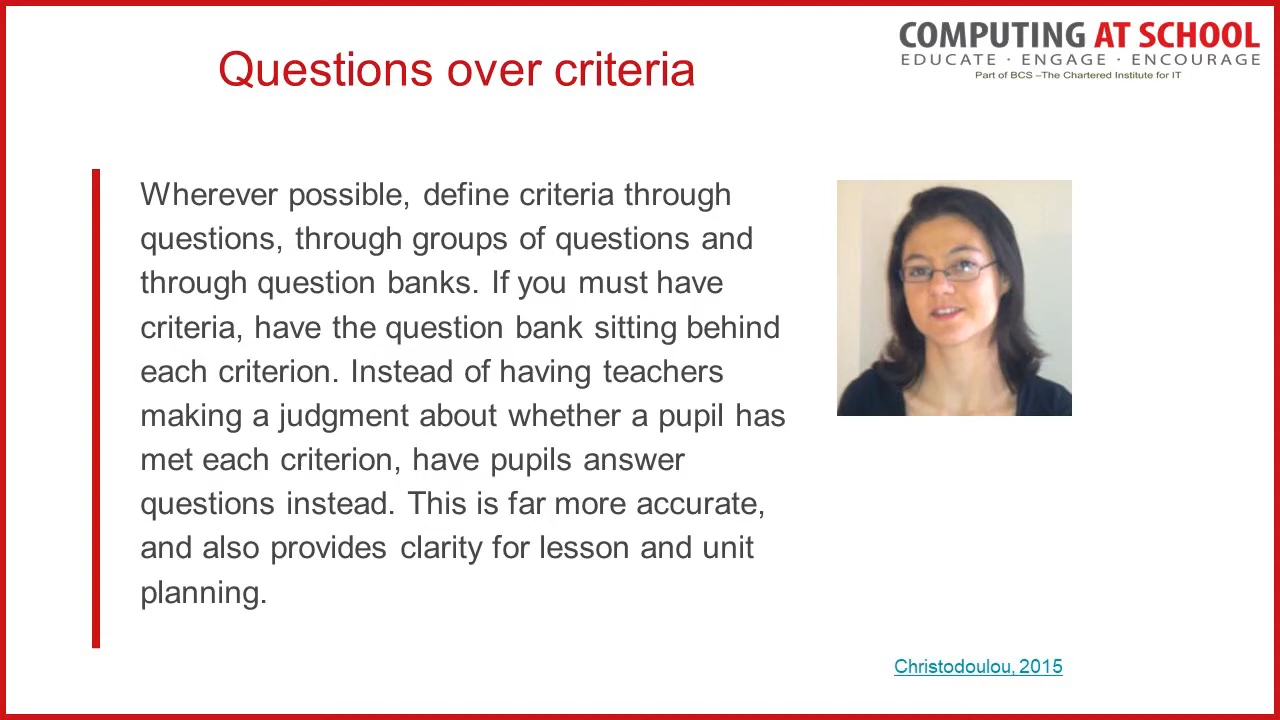 Questions over criteria
COMPUTING AT SCHOOL
EDUCATE · ENGAGE · ENCOURAGE
Part of BCS –The Chartered Institute for IT
Wherever possible, define criteria through
questions, through groups of questions and
through question banks. If you must have
criteria, have the question bank sitting behind
each criterion. Instead of having teachers
making a judgment about whether a pupil has
met each criterion, have pupils answer
questions instead. This is far more accurate,
and also provides clarity for lesson and unit
planning.
Christodoulou, 2015